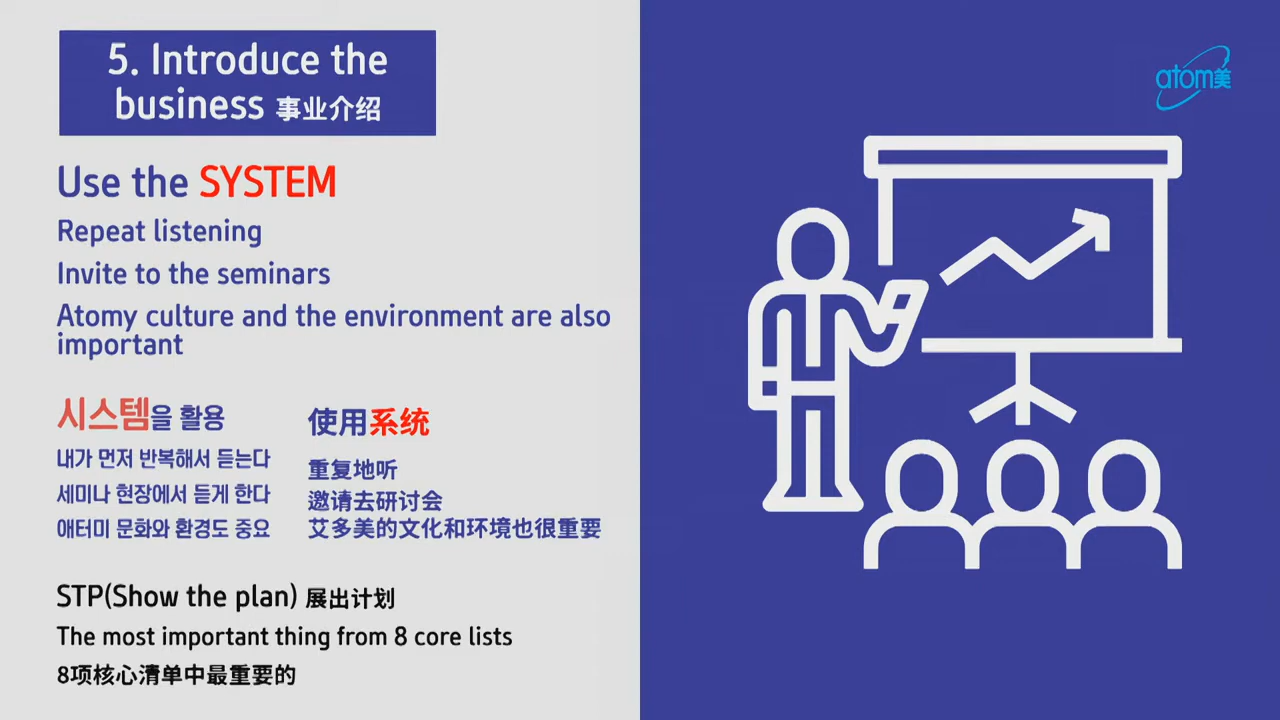 5. Introduce the
business 事业介绍
atom美
Use the SYSTEM
Repeat listening
Invite to the seminars
Atomy culture and the environment are also
important
시스템을 활용
내가 먼저 반복해서 듣는다
세미나 현장에서 듣게 한다
애터미 문화와 환경도 중요
使用系统
重复地听
邀请去研讨会
艾多美的文化和环境也很重要
STP(Show the plan) 展出计划
The most important thing from 8 core lists
8项核心清单中最重要的